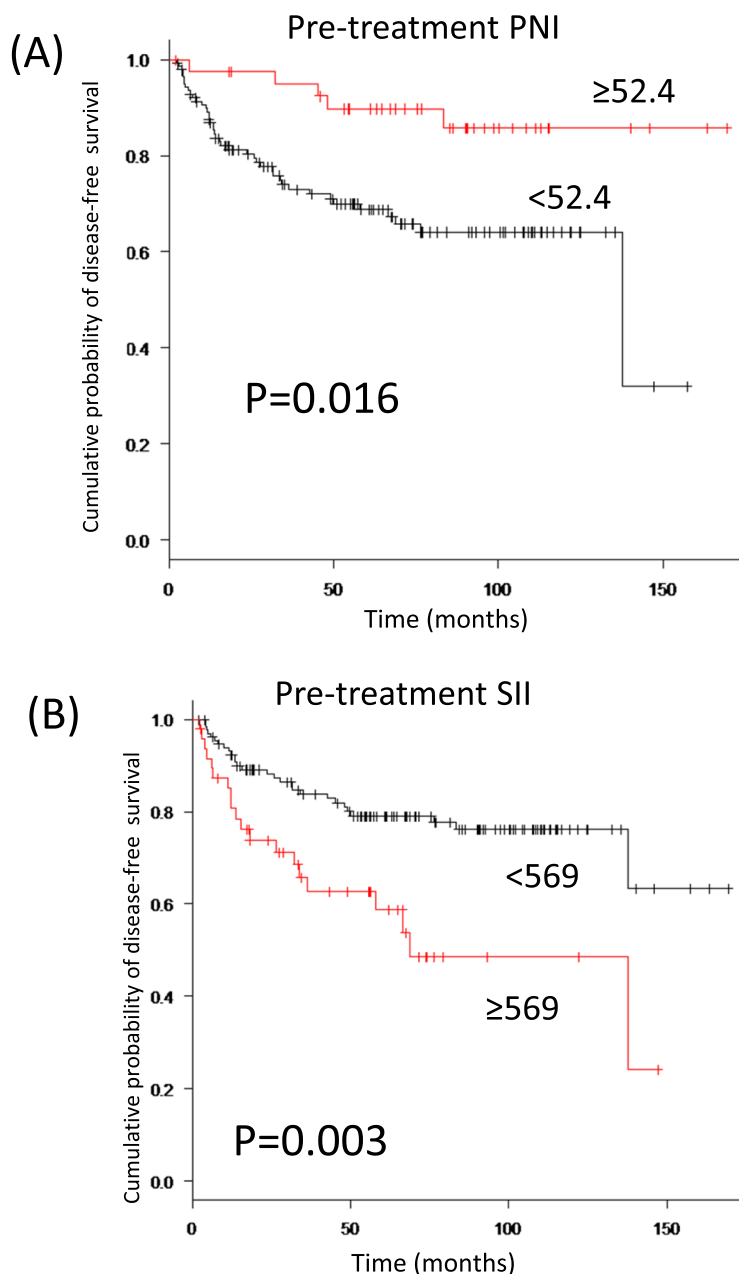 (A)
Pre-treatment PNI
Cumulative probability of disease-free survival
1.0
0.8
0.6
0.4
0.2
0.0
≥52.4
<52.4
P=0.016
0 50 100 150
Time (months)
(B)
Pre-treatment SII
Cumulative probability of disease-free survival
1.0
0.8
0.6
0.4
0.2
0.0
<569
≥569
P=0.003
0 50 100 150
Time (months)